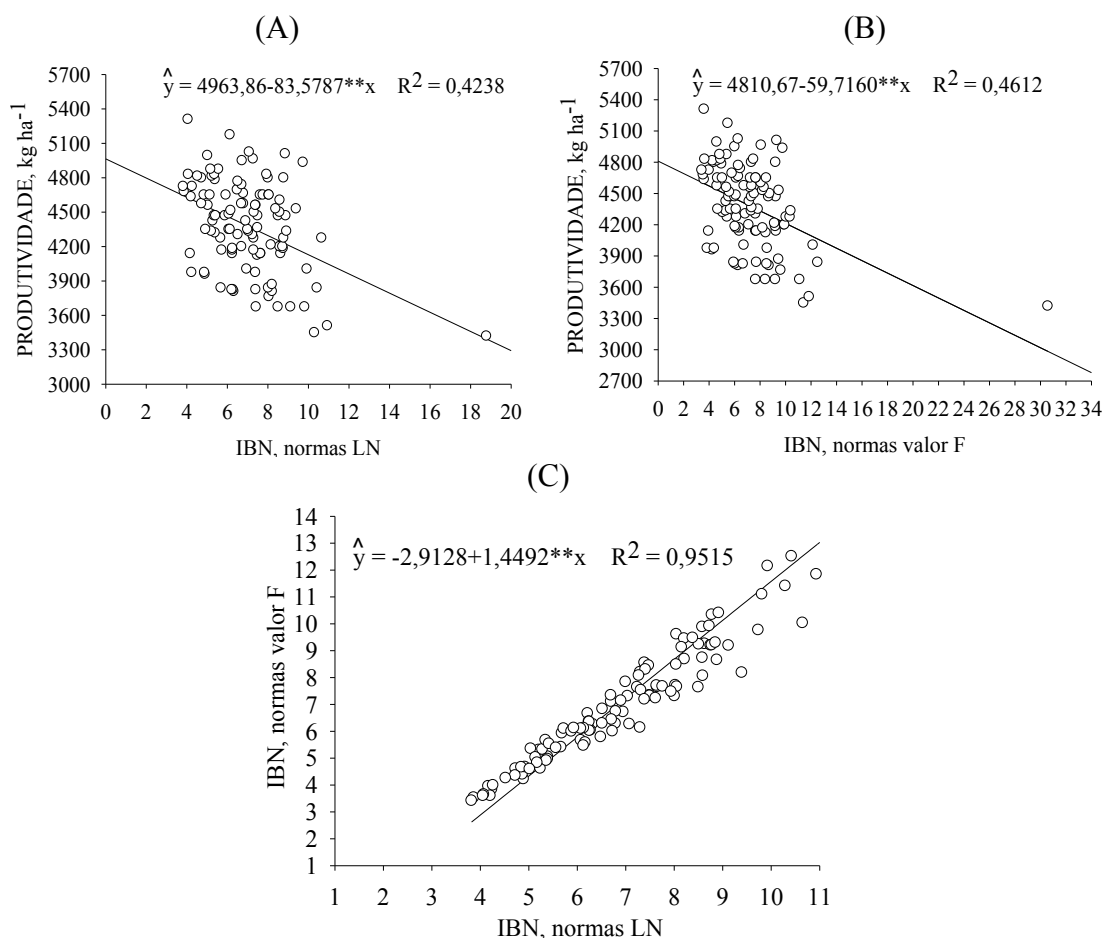 (A)
ŷ = 4963,86-83,5787**x R² = 0,4238
PRODUTIVIDADE, kg ha⁻¹
5700
5400
5100
4800
4500
4200
3900
3600
3300
3000
0 2 4 6 8 10 12 14 16 18 20
IBN, normas LN
(B)
ŷ = 4810,67-59,7160**x R² = 0,4612
PRODUTIVIDADE, kg ha⁻¹
5700
5400
5100
4800
4500
4200
3900
3600
3300
3000
2700
0 2 4 6 8 10 12 14 16 18 20 22 24 26 28 30 32 34
IBN, normas valor F
(C)
ŷ = -2,9128+1,4492**x R² = 0,9515
IBN, normas valor F
14
13
12
11
10
9
8
7
6
5
4
3
2
1
1 2 3 4 5 6 7 8 9 10 11
IBN, normas LN